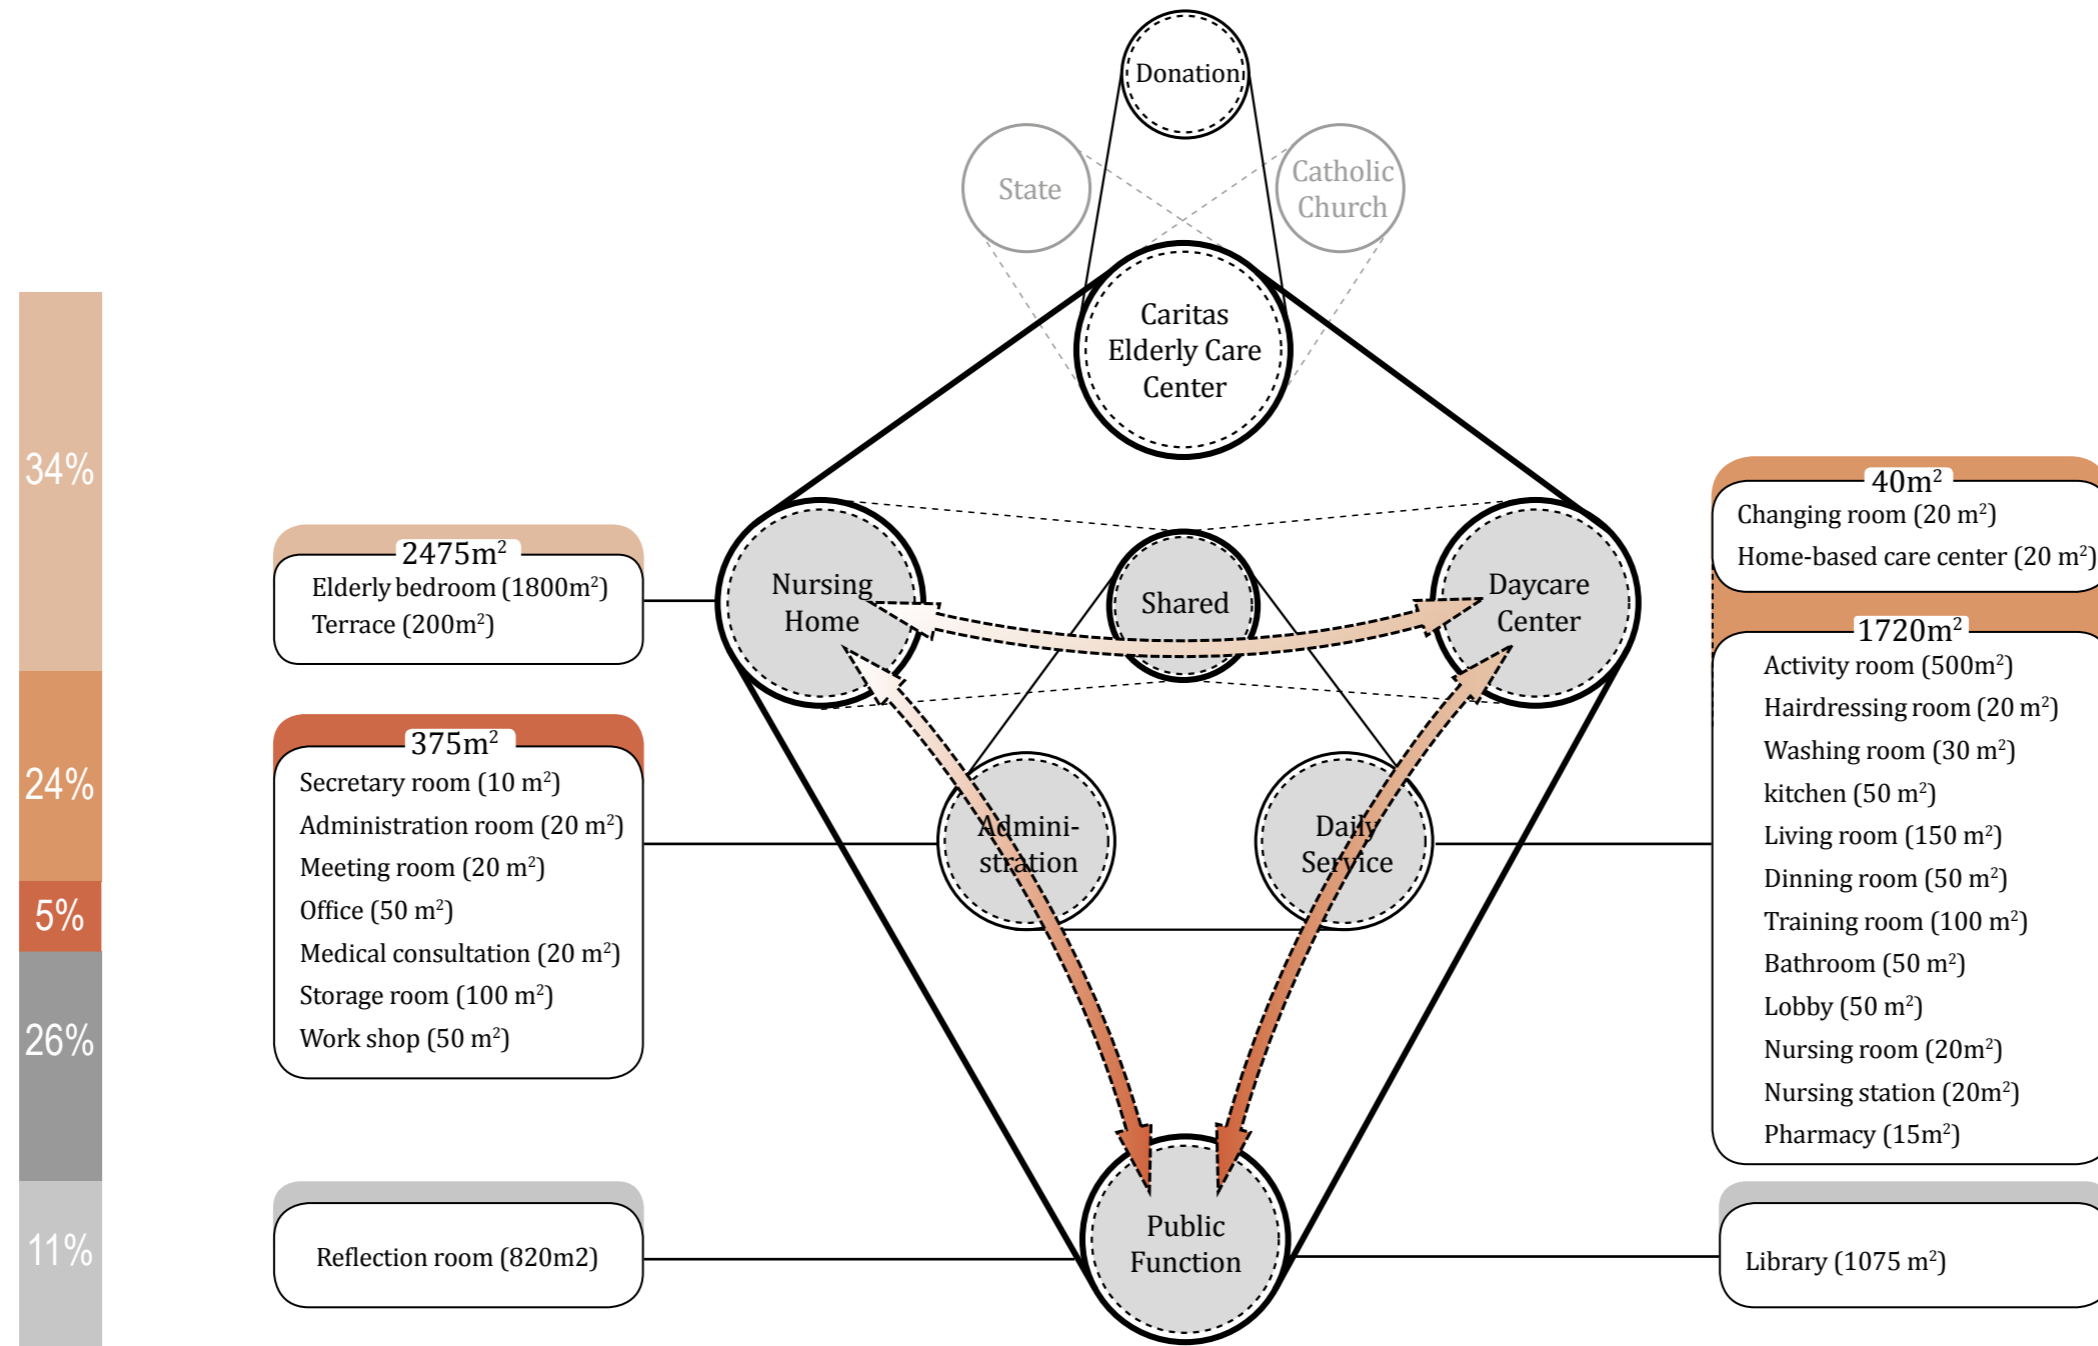 Donation
State
Catholic
Church
Caritas
Elderly Care
Center
34%
24%
5%
26%
11%
2475m²
Elderly bedroom (1800m²)
Terrace (200m²)
375m²
Secretary room (10 m²)
Administration room (20 m²)
Meeting room (20 m²)
Office (50 m²)
Medical consultation (20 m²)
Storage room (100 m²)
Work shop (50 m²)
Reflection room (820m2)
Nursing
Home
Shared
Daycare
Center
Admini-
stration
Daily
Service
Public
Function
40m²
Changing room (20 m²)
Home-based care center (20 m²)
1720m²
Activity room (500m²)
Hairdressing room (20 m²)
Washing room (30 m²)
kitchen (50 m²)
Living room (150 m²)
Dinning room (50 m²)
Training room (100 m²)
Bathroom (50 m²)
Lobby (50 m²)
Nursing room (20m²)
Nursing station (20m²)
Pharmacy (15m²)
Library (1075 m²)